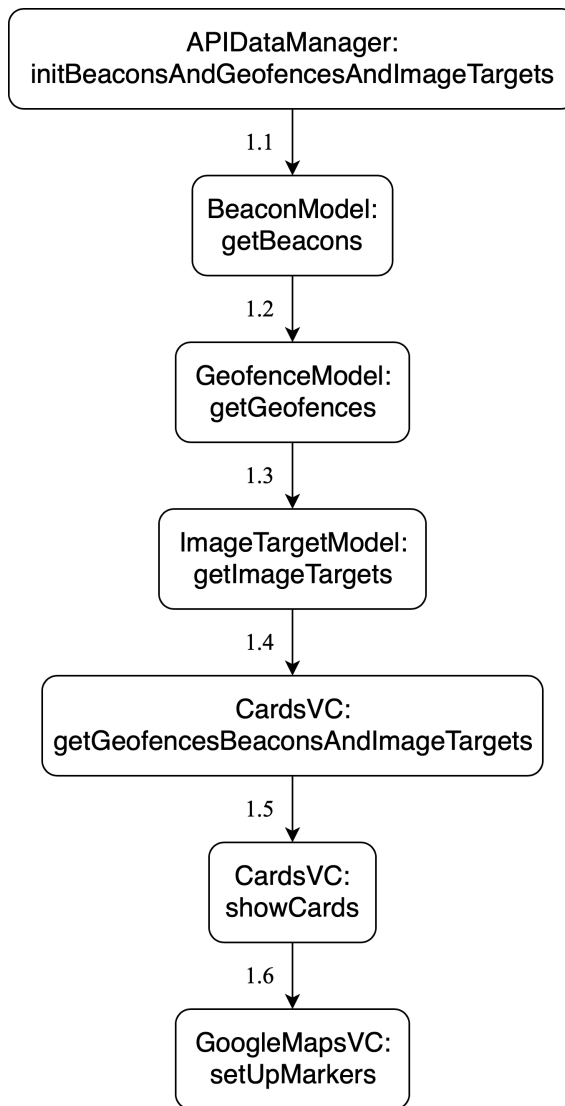 APIDataManager:
initBeaconsAndGeofencesAndImageTargets
1.1
BeaconModel:
getBeacons
1.2
GeofenceModel:
getGeofences
1.3
ImageTargetModel:
getImageTargets
1.4
CardsVC:
getGeofencesBeaconsAndImageTargets
1.5
CardsVC:
showCards
1.6
GoogleMapsVC:
setUpMarkers